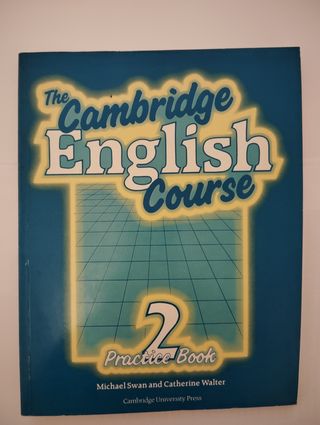 The
Cambridge
English
Course
2
Practice Book
Michael Swan and Catherine Walter
Cambridge University Press